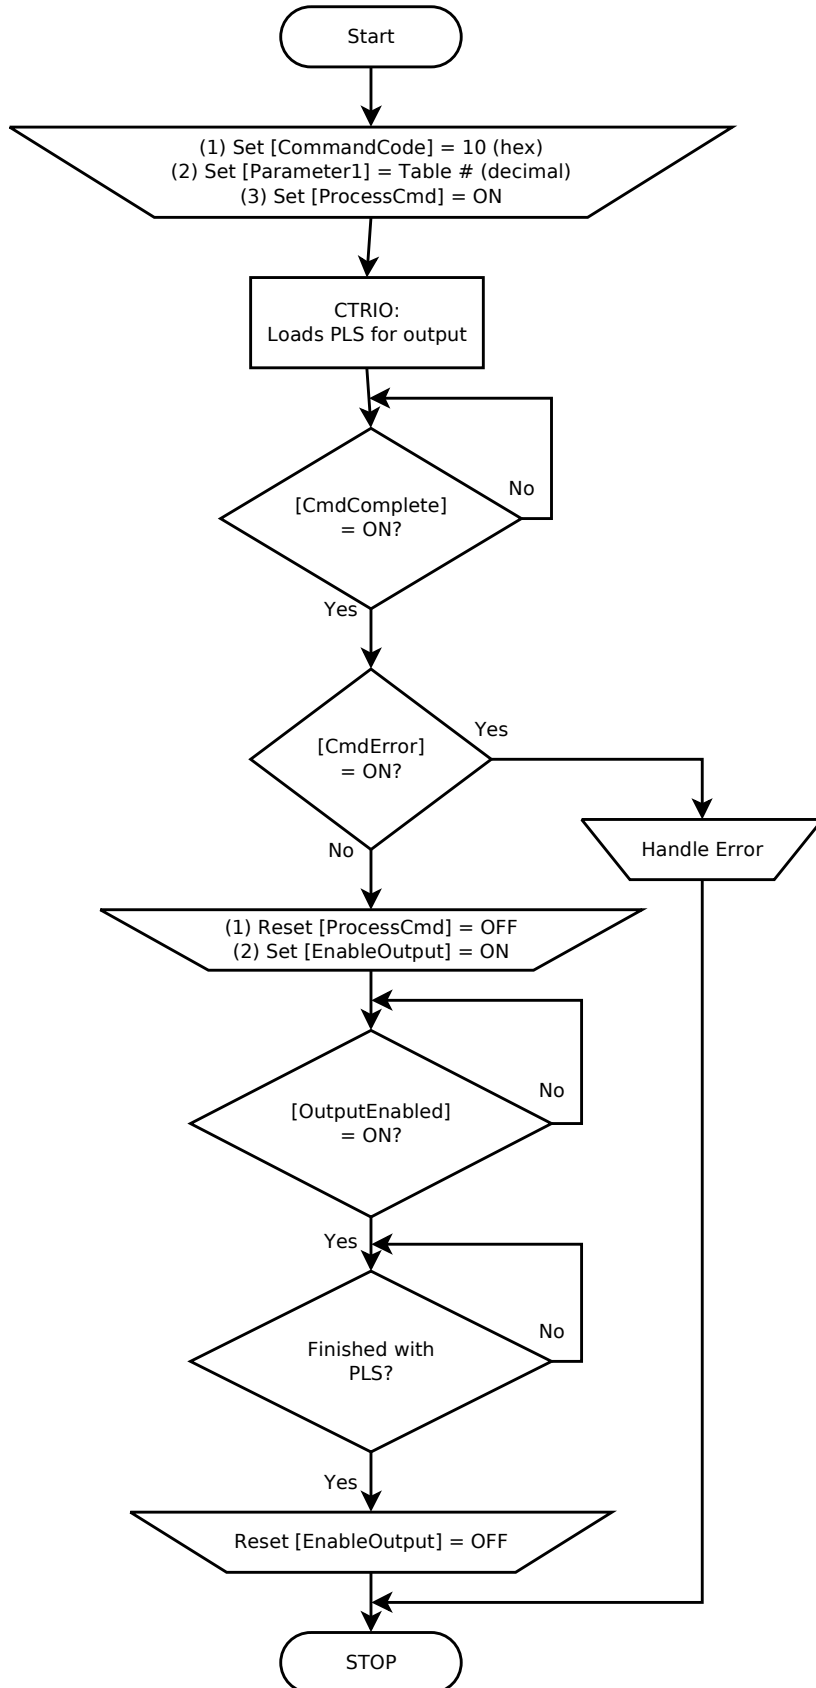 Start
(1) Set [CommandCode] = 10 (hex)
(2) Set [Parameter1] = Table # (decimal)
(3) Set [ProcessCmd] = ON
CTRIO:
Loads PLS for output
No
[CmdComplete]
= ON?
Yes
Yes
[CmdError]
= ON?
No
Handle Error
(1) Reset [ProcessCmd] = OFF
(2) Set [EnableOutput] = ON
No
[OutputEnabled]
= ON?
Yes
No
Finished with
PLS?
Yes
Reset [EnableOutput] = OFF
STOP